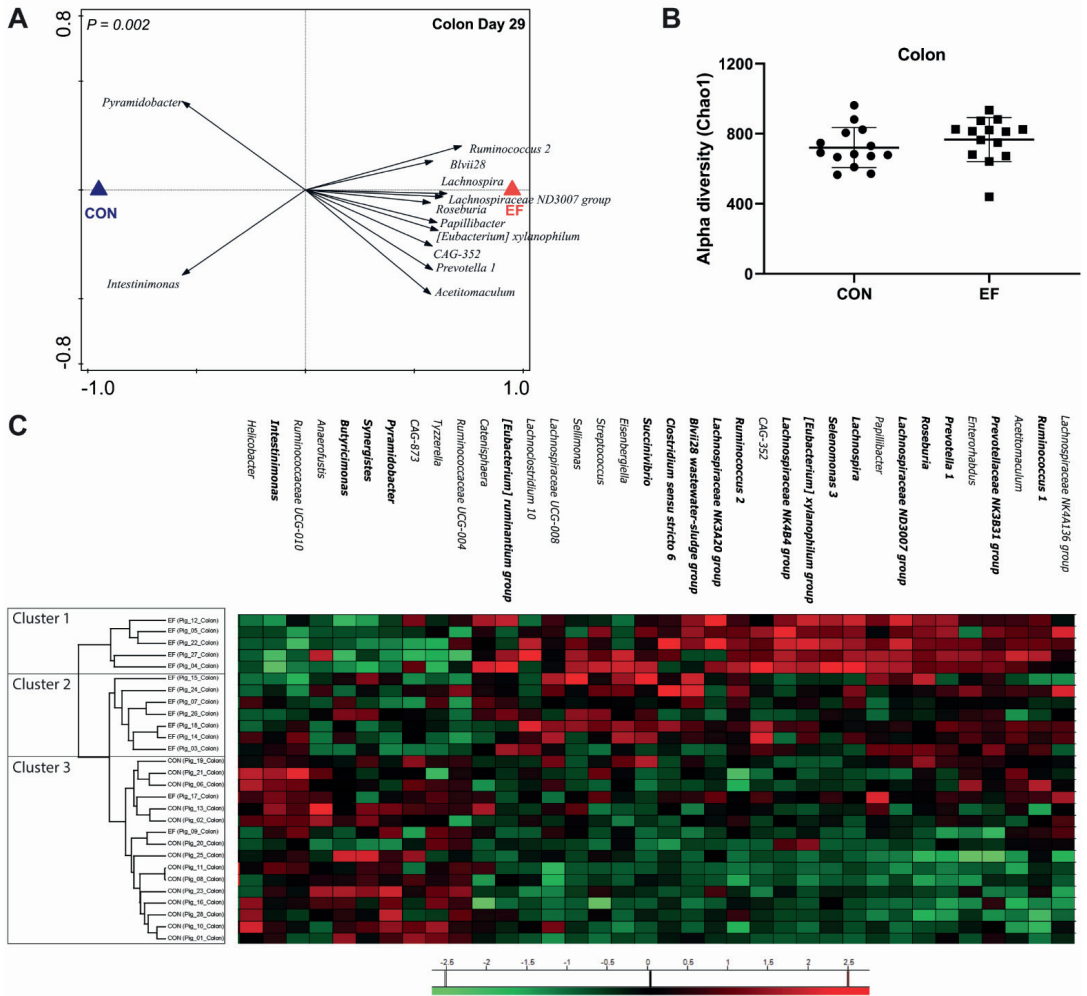 A
P = 0.002
Colon Day 29
0.8
Pyramidobacter
Ruminococcus 2
Blvii28
Lachnospira
Lachnospiraceae ND3007 group
CON
EF
Roseburia
Papillibacter
[Eubacterium] xylanophilum
CAG-352
Intestinimonas
Prevotella 1
Acetitomaculum
-0.8
-1.0
1.0
B
Colon
Alpha diversity (Chao1)
1200
800
400
0
CON
EF
C
Helicobacter
Intestinimonas
Ruminococcaceae UCG-010
Anaerofustis
Butyricimonas
Synergistes
Pyramidobacter
CAG-873
Tyzzerella
Ruminococcaceae UCG-004
Catenisphaera
[Eubacterium] ruminantium group
Lachnoclostridium 10
Lachnospiraceae UCG-008
Sellimonas
Streptococcus
Eisenbergiella
Succinivibrio
Clostridium sensu stricto 6
Blvii28 wastewater-sludge group
Lachnospiraceae NK3A20 group
Ruminococcus 2
CAG-352
Lachnospiraceae NK4B4 group
[Eubacterium] xylanophilum group
Selenomonas 3
Lachnospira
Papillibacter
Lachnospiraceae ND3007 group
Roseburia
Prevotella 1
Enterorhabdus
Prevotellaceae NK3B31 group
Acetitomaculum
Ruminococcus 1
Lachnospiraceae NK4A136 group
Cluster 1
EF (Pig_12_Colon)
EF (Pig_05_Colon)
EF (Pig_22_Colon)
EF (Pig_27_Colon)
EF (Pig_04_Colon)
Cluster 2
EF (Pig_15_Colon)
EF (Pig_24_Colon)
EF (Pig_07_Colon)
EF (Pig_26_Colon)
EF (Pig_18_Colon)
EF (Pig_14_Colon)
EF (Pig_03_Colon)
Cluster 3
CON (Pig_19_Colon)
CON (Pig_21_Colon)
CON (Pig_06_Colon)
EF (Pig_17_Colon)
CON (Pig_13_Colon)
CON (Pig_02_Colon)
EF (Pig_09_Colon)
CON (Pig_20_Colon)
CON (Pig_25_Colon)
CON (Pig_11_Colon)
CON (Pig_08_Colon)
CON (Pig_23_Colon)
CON (Pig_16_Colon)
CON (Pig_28_Colon)
CON (Pig_10_Colon)
CON (Pig_01_Colon)
-2.5 -2 -1.5 -1 -0.5 0 0.5 1 1.5 2 2.5